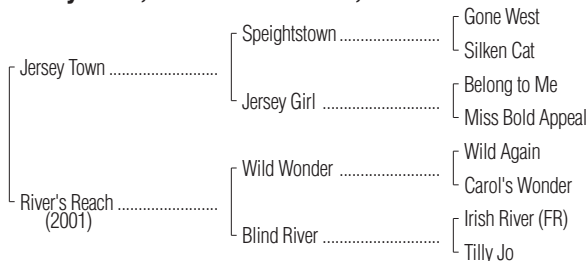 Gone West
Speightstown
Silken Cat
Jersey Town
Belong to Me
Jersey Girl
Miss Bold Appeal
Wild Again
Wild Wonder
Carol's Wonder
River's Reach
(2001)
Irish River (FR)
Blind River
Tilly Jo